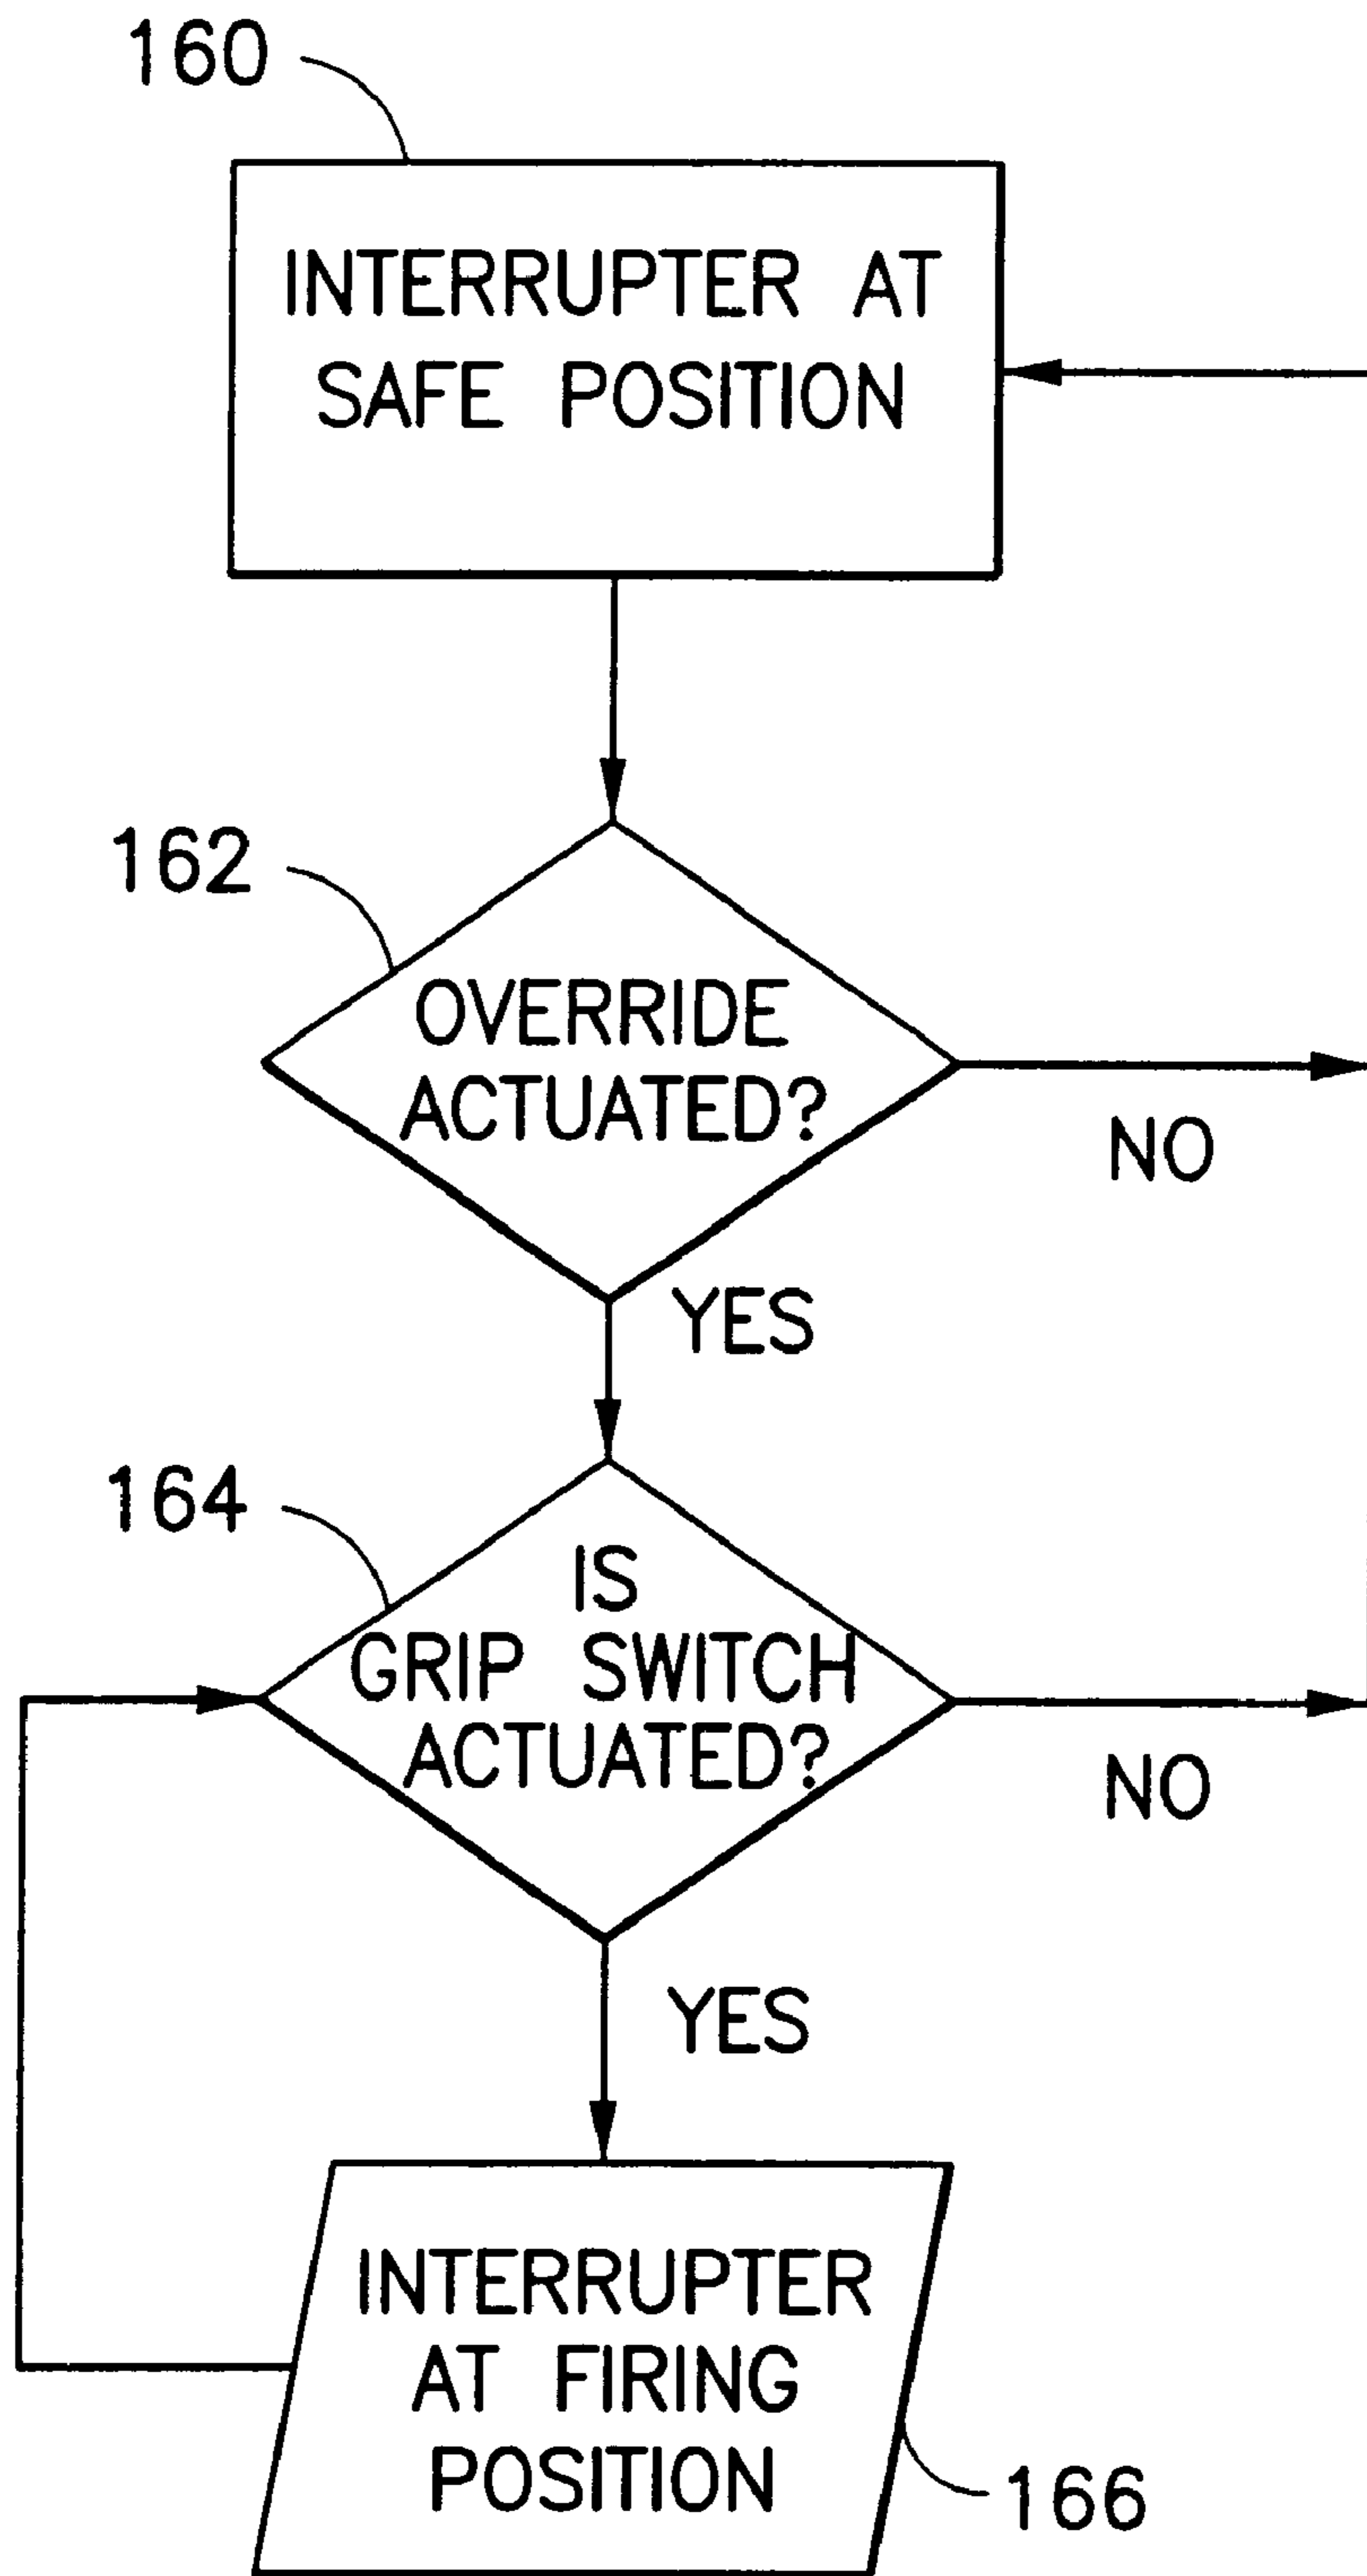 160
INTERRUPTER AT
SAFE POSITION
162
OVERRIDE
ACTUATED?
NO
YES
164
IS
GRIP SWITCH
ACTUATED?
NO
YES
INTERRUPTER
AT FIRING
POSITION
166